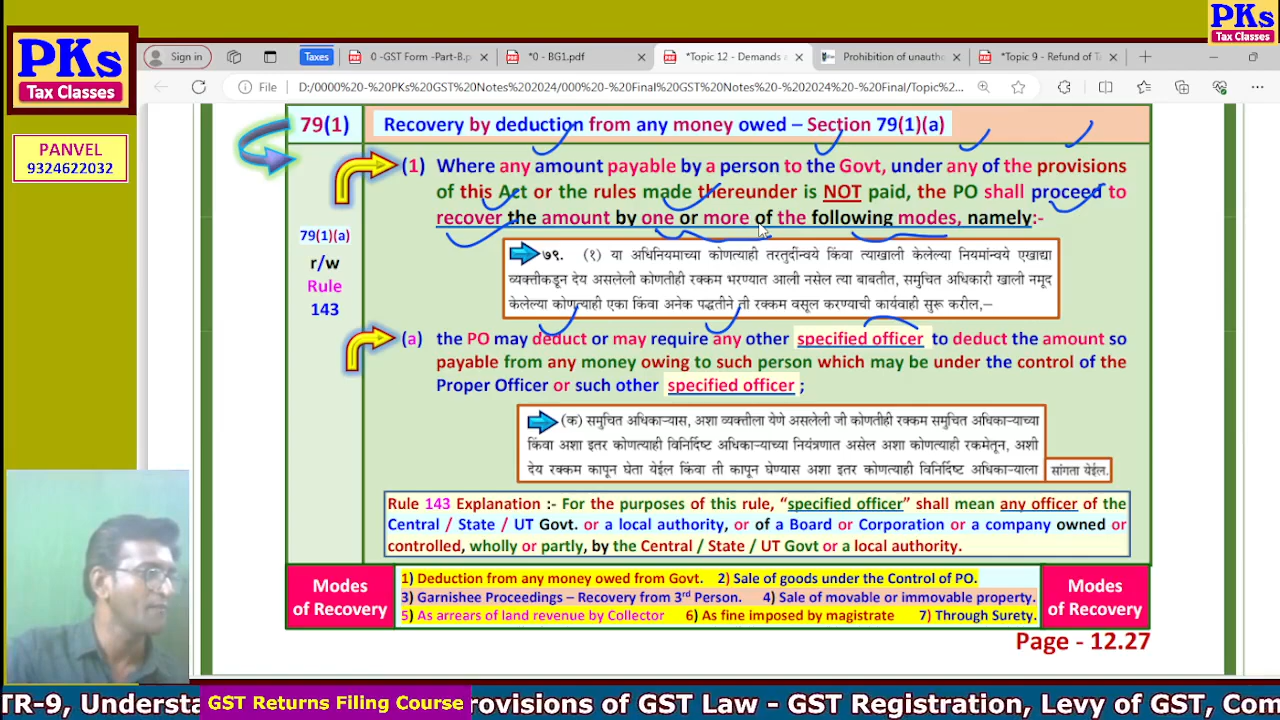 PKs
Tax Classes
PKs
Tax Classes
Sign in
Taxes
0 -GST Form -Part-B.p
*0 - BG1.pdf
*Topic 12 - Demands
Prohibition of unautho
*Topic 9 - Refund of T
File
D:/0000%20-%20PKs%20GST%20Notes%202024/000%20-%20Final%20GST%20Notes%20%202024%20-%20Final/Topic%...
PANVEL
9324622032
79(1)
Recovery by deduction from any money owed – Section 79(1)(a)
(1) Where any amount payable by a person to the Govt, under any of the provisions
of this Act or the rules made thereunder is NOT paid, the PO shall proceed to
recover the amount by one or more of the following modes, namely:-
79(1)(a)
r/w
Rule
143
७९. (१) या अधिनियमाच्या कोणत्याही तरतुदींन्वये किंवा त्याखाली केलेल्या नियमांन्वये एखाद्या
व्यक्तीकडून देय असलेली कोणतीही रक्कम भरण्यात आली नसेल त्या बाबतीत, समुचित अधिकारी खाली नमूद
केलेल्या कोणत्याही एका किंवा अनेक पद्धतीने ती रक्कम वसूल करण्याची कार्यवाही सुरू करील,–
(a) the PO may deduct or may require any other specified officer to deduct the amount so
payable from any money owing to such person which may be under the control of the
Proper Officer or such other specified officer ;
(क) समुचित अधिकाऱ्यास, अशा व्यक्तीला येणे असलेली जी कोणतीही रक्कम समुचित अधिकाऱ्याच्या
किंवा अशा इतर कोणत्याही विनिर्दिष्ट अधिकाऱ्याच्या नियंत्रणात असेल अशा कोणत्याही रकमेतून, अशी
देय रक्कम कापून घेता येईल किंवा ती कापून घेण्यास अशा इतर कोणत्याही विनिर्दिष्ट अधिकाऱ्याला सांगता येईल.
Rule 143 Explanation :- For the purposes of this rule, “specified officer” shall mean any officer of the
Central / State / UT Govt. or a local authority, or of a Board or Corporation or a company owned or
controlled, wholly or partly, by the Central / State / UT Govt or a local authority.
Modes
of Recovery
1) Deduction from any money owed from Govt. 2) Sale of goods under the Control of PO.
3) Garnishee Proceedings – Recovery from 3rd Person. 4) Sale of movable or immovable property.
5) As arrears of land revenue by Collector 6) As fine imposed by magistrate 7) Through Surety.
Modes
of Recovery
Page - 12.27
TR-9, Understa
GST Returns Filing Course
rovisions of GST Law - GST Registration, Levy of GST, Com